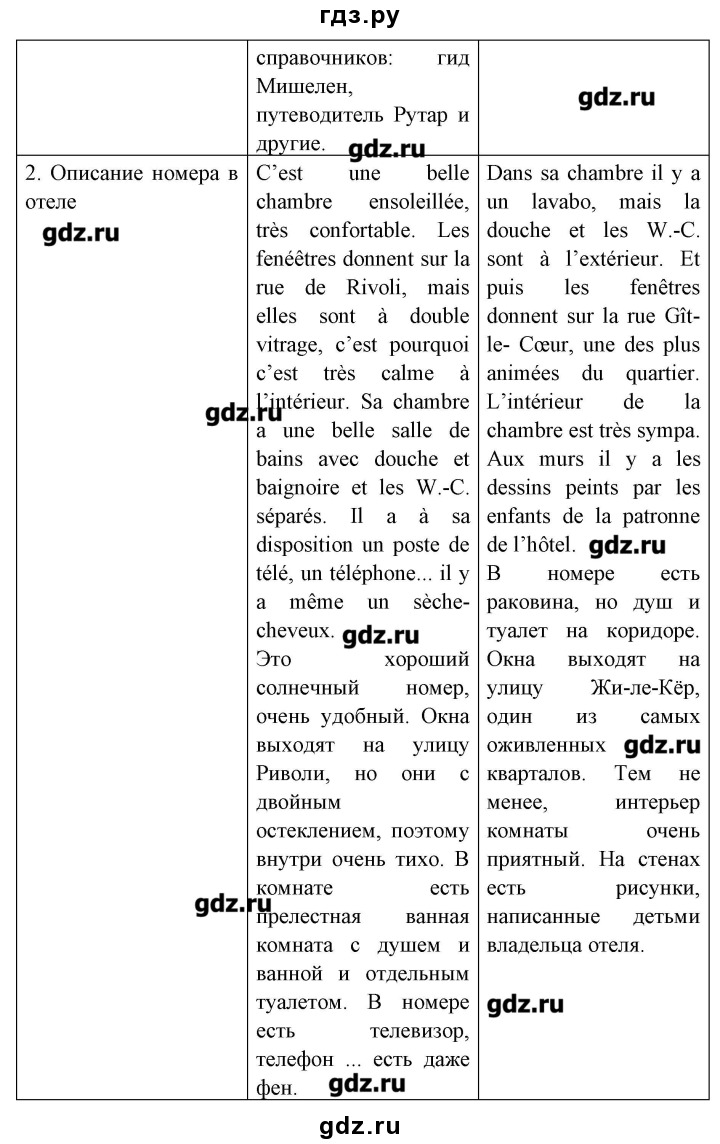 гдз.ру
справочников: гид
Мишелен,
путеводитель Рутар и
другие.
gdz.ru
gdz.ru
2. Описание номера в
отеле
gdz.ru
C’est une belle
chambre ensoleillée,
très confortable. Les
fenéêtres donnent sur la
rue de Rivoli, mais
elles sont à double
vitrage, c’est pourquoi
c’est très calme à
l’intérieur. Sa chambre
gdz.ru
a une belle salle de
bains avec douche et
baignoire et les W.-C.
séparés. Il a à sa
disposition un poste de
télé, un téléphone... il y
a même un sèche-
cheveux.
gdz.ru
Это хороший
солнечный номер,
очень удобный. Окна
выходят на улицу
Риволи, но они с
двойным
остеклением, поэтому
внутри очень тихо. В
комнате есть
gdz.ru
прелестная ванная
комната с душем и
ванной и отдельным
туалетом. В номере
есть телевизор,
телефон ... есть даже
фен.
gdz.ru
Dans sa chambre il y a
un lavabo, mais la
douche et les W.-C.
sont à l’extérieur. Et
puis les fenêtres
donnent sur la rue Gît-
le- Cœur, une des plus
animées du quartier.
L’intérieur de la
chambre est très sympa.
Aux murs il y a les
dessins peints par les
enfants de la patronne
de l’hôtel.
gdz.ru
В номере есть
раковина, но душ и
туалет на коридоре.
Окна выходят на
улицу Жи-ле-Кёр,
один из самых
оживленных
gdz.ru
кварталов. Тем не
менее, интерьер
комнаты очень
приятный. На стенах
есть рисунки,
написанные детьми
владельца отеля.
gdz.ru
gdz.ru